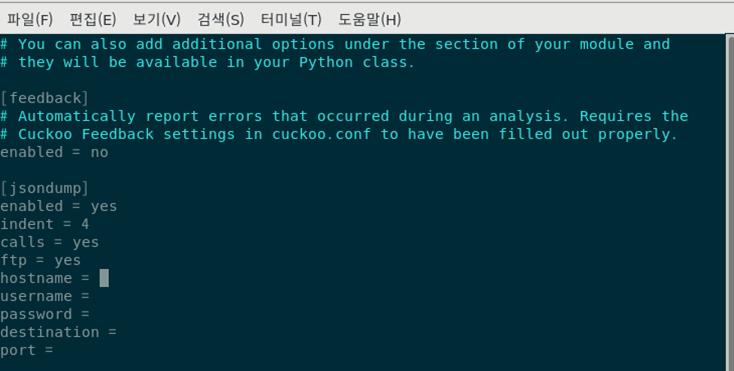 파일(F) 편집(E) 보기(V) 검색(S) 터미널(T) 도움말(H)
# You can also add additional options under the section of your module and
# they will be available in your Python class.
[feedback]
# Automatically report errors that occurred during an analysis. Requires the
# Cuckoo Feedback settings in cuckoo.conf to have been filled out properly.
enabled = no
[jsondump]
enabled = yes
indent = 4
calls = yes
ftp = yes
hostname =
username =
password =
destination =
port =